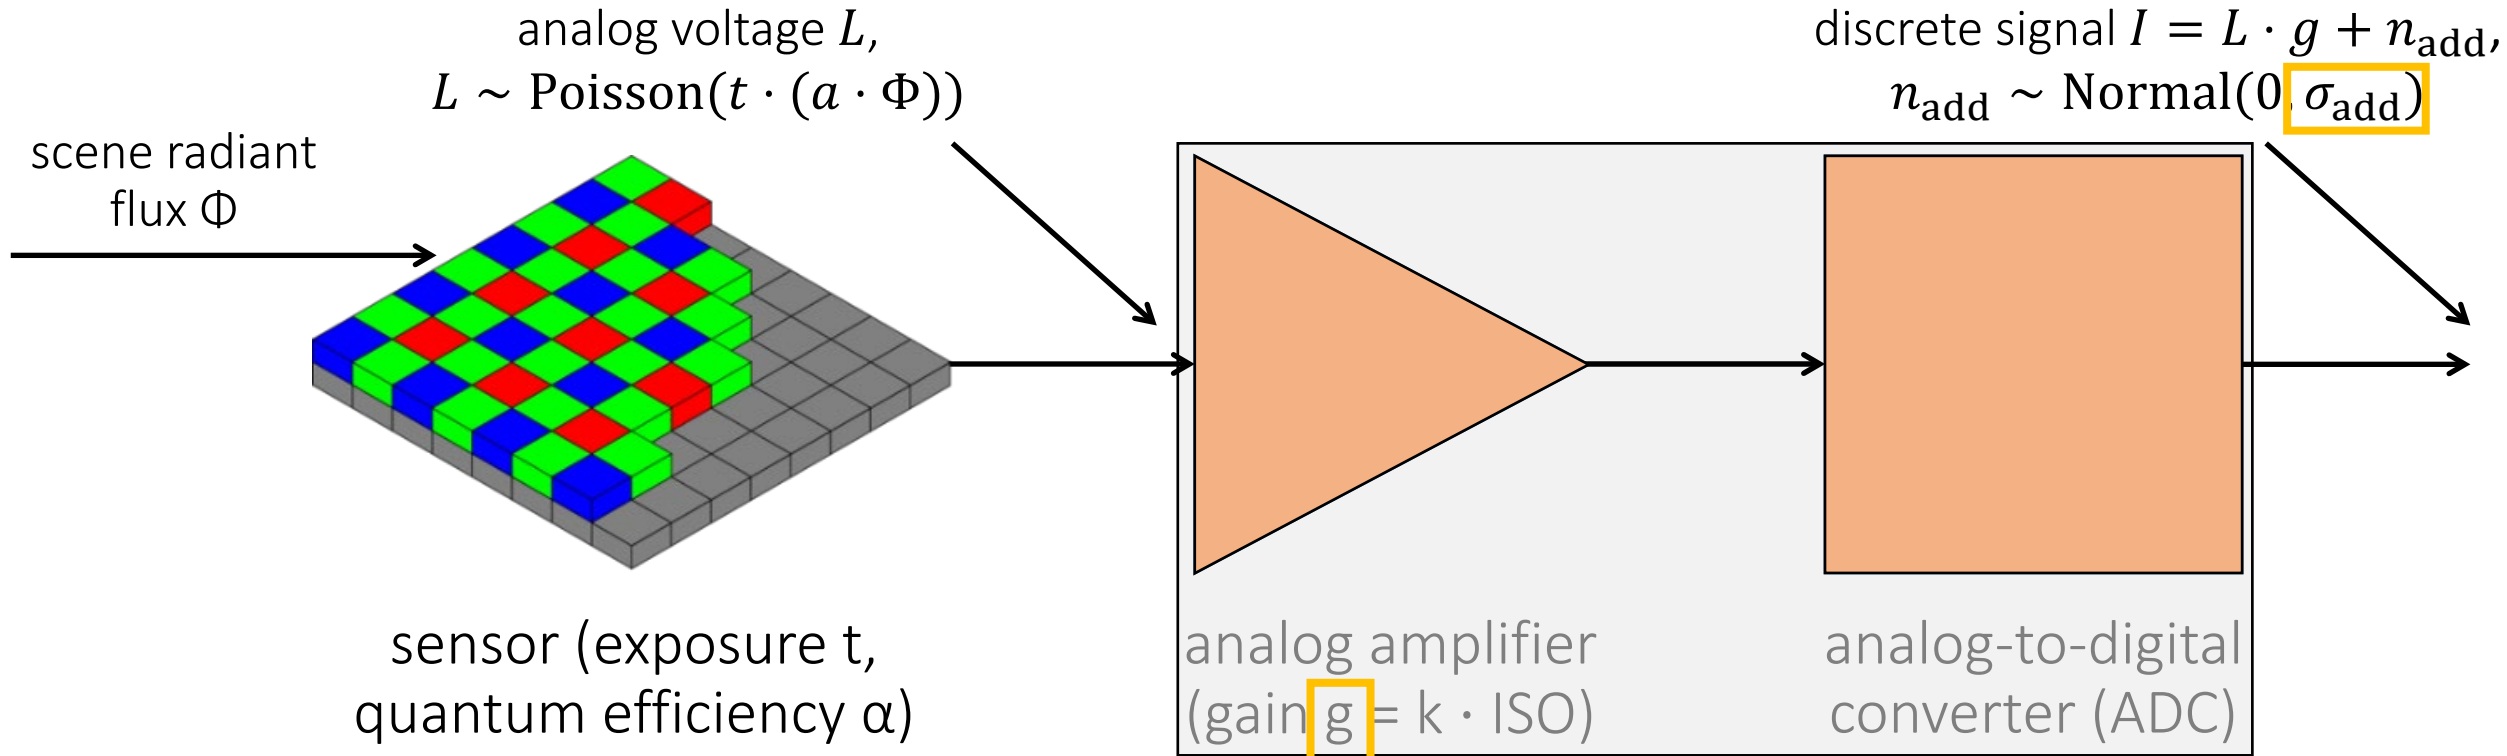 analog voltage L,
L ~ Poisson(t · (a · Φ))
discrete signal I = L · g + n_add,
n_add ~ Normal(0, σ_add)
scene radiant
flux Φ
sensor (exposure t,
quantum efficiency α)
analog amplifier
(gain g = k · ISO)
analog-to-digital
converter (ADC)